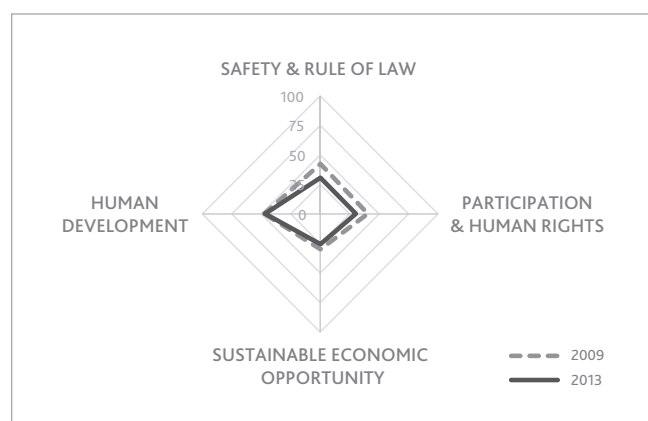 SAFETY & RULE OF LAW
100
75
50
25
0
HUMAN
DEVELOPMENT
PARTICIPATION
& HUMAN RIGHTS
SUSTAINABLE ECONOMIC
OPPORTUNITY
2009
2013